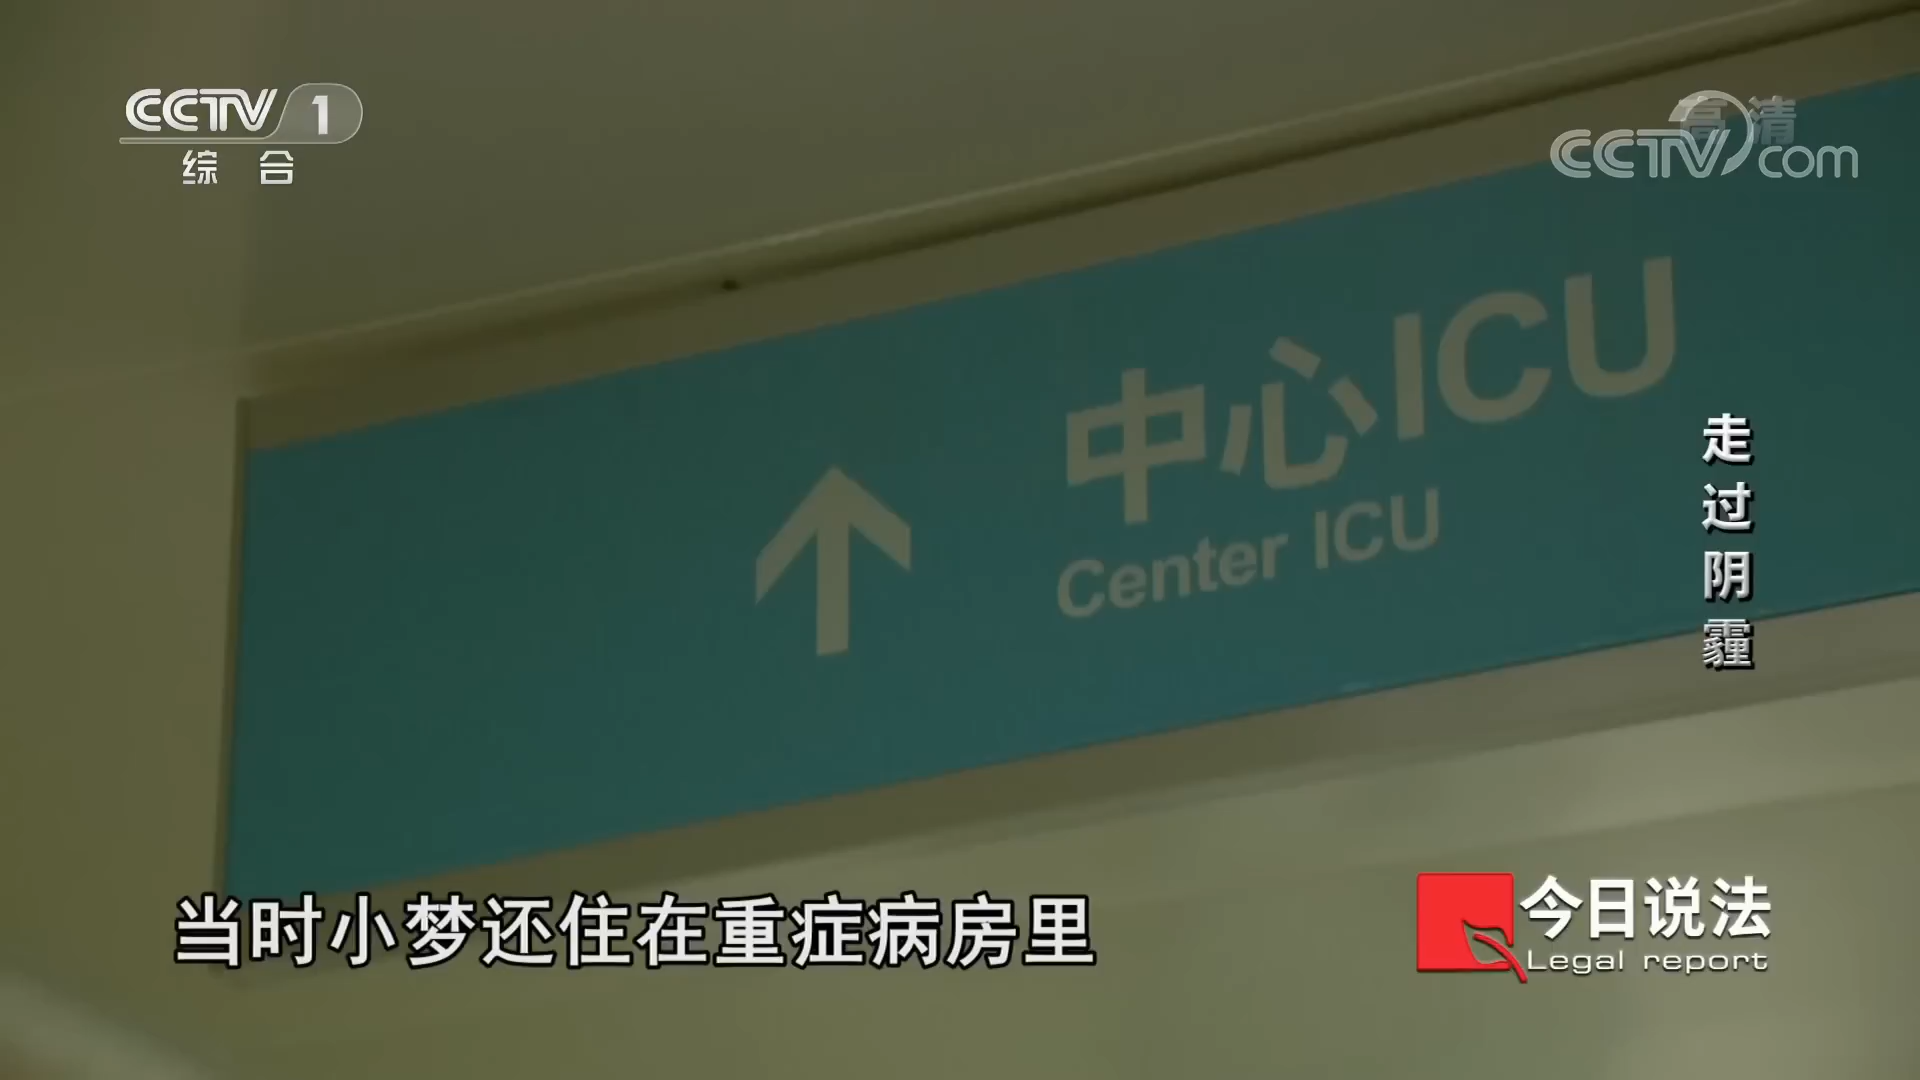 CCTV 1
综合
高清
CCTV com
中心ICU
Center ICU
走过阴霾
当时小梦还住在重症病房里
今日说法
Legal report